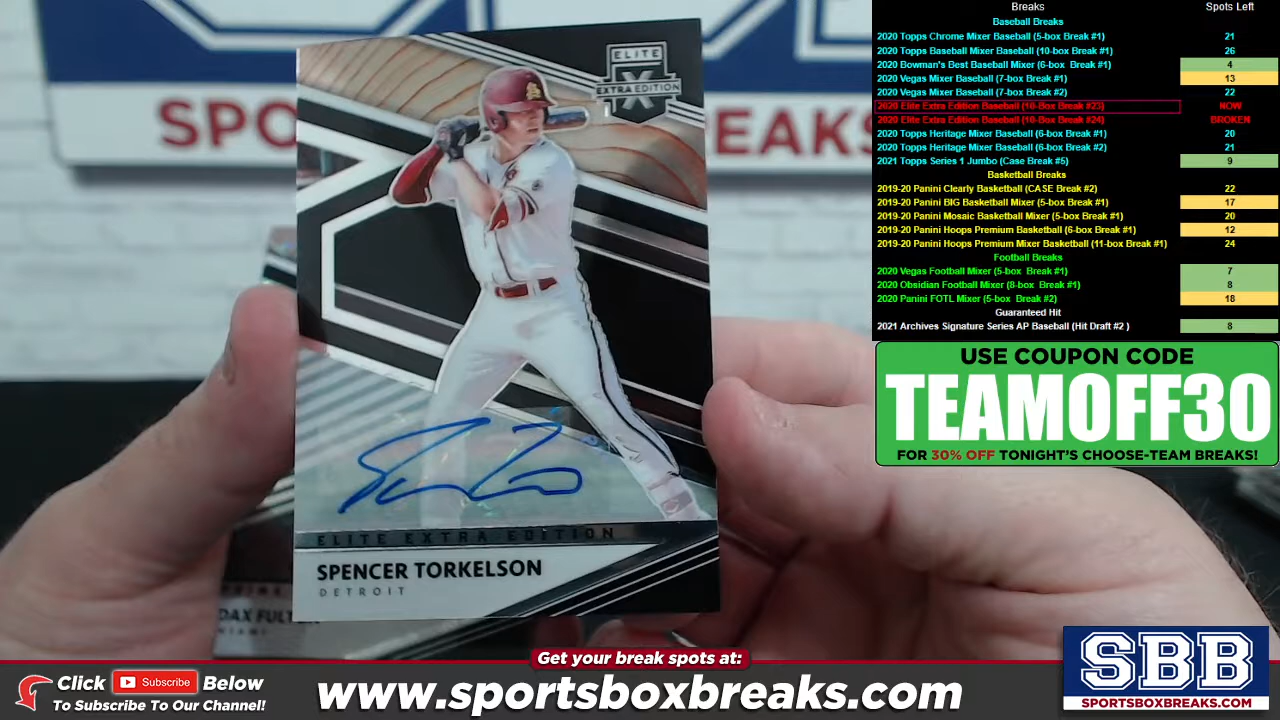 ELITE
X
EXTRA EDITION
ELITE EXTRA EDITION
SPENCER TORKELSON
DETROIT
DAX FULT
MIAMI
EAKS
Breaks Spots Left
Baseball Breaks
2020 Topps Chrome Mixer Baseball (5-box Break #1) 21
2020 Topps Baseball Mixer Baseball (10-box Break #1) 26
2020 Bowman's Best Baseball Mixer (6-box Break #1) 4
2020 Vegas Mixer Baseball (7-box Break #1) 13
2020 Vegas Mixer Baseball (7-box Break #2) 22
2020 Elite Extra Edition Baseball (10-Box Break #23) NOW
2020 Elite Extra Edition Baseball (10-Box Break #24) BROKEN
2020 Topps Heritage Mixer Baseball (6-box Break #1) 20
2020 Topps Heritage Mixer Baseball (6-box Break #2) 21
2021 Topps Series 1 Jumbo (Case Break #5) 9
Basketball Breaks
2019-20 Panini Clearly Basketball (CASE Break #2) 22
2019-20 Panini BIG Basketball Mixer (5-box Break #1) 17
2019-20 Panini Mosaic Basketball Mixer (5-box Break #1) 20
2019-20 Panini Hoops Premium Basketball (6-box Break #1) 12
2019-20 Panini Hoops Premium Mixer Basketball (11-box Break #1) 24
Football Breaks
2020 Vegas Football Mixer (5-box Break #1) 7
2020 Obsidian Football Mixer (8-box Break #1) 8
2020 Panini FOTL Mixer (5-box Break #2) 18
Guaranteed Hit
2021 Archives Signature Series AP Baseball (Hit Draft #2 ) 8
USE COUPON CODE
TEAMOFF30
FOR 30% OFF TONIGHT'S CHOOSE-TEAM BREAKS!
Get your break spots at:
Click Subscribe Below
To Subscribe To Our Channel!
www.sportsboxbreaks.com
SBB
SPORTSBOXBREAKS.COM